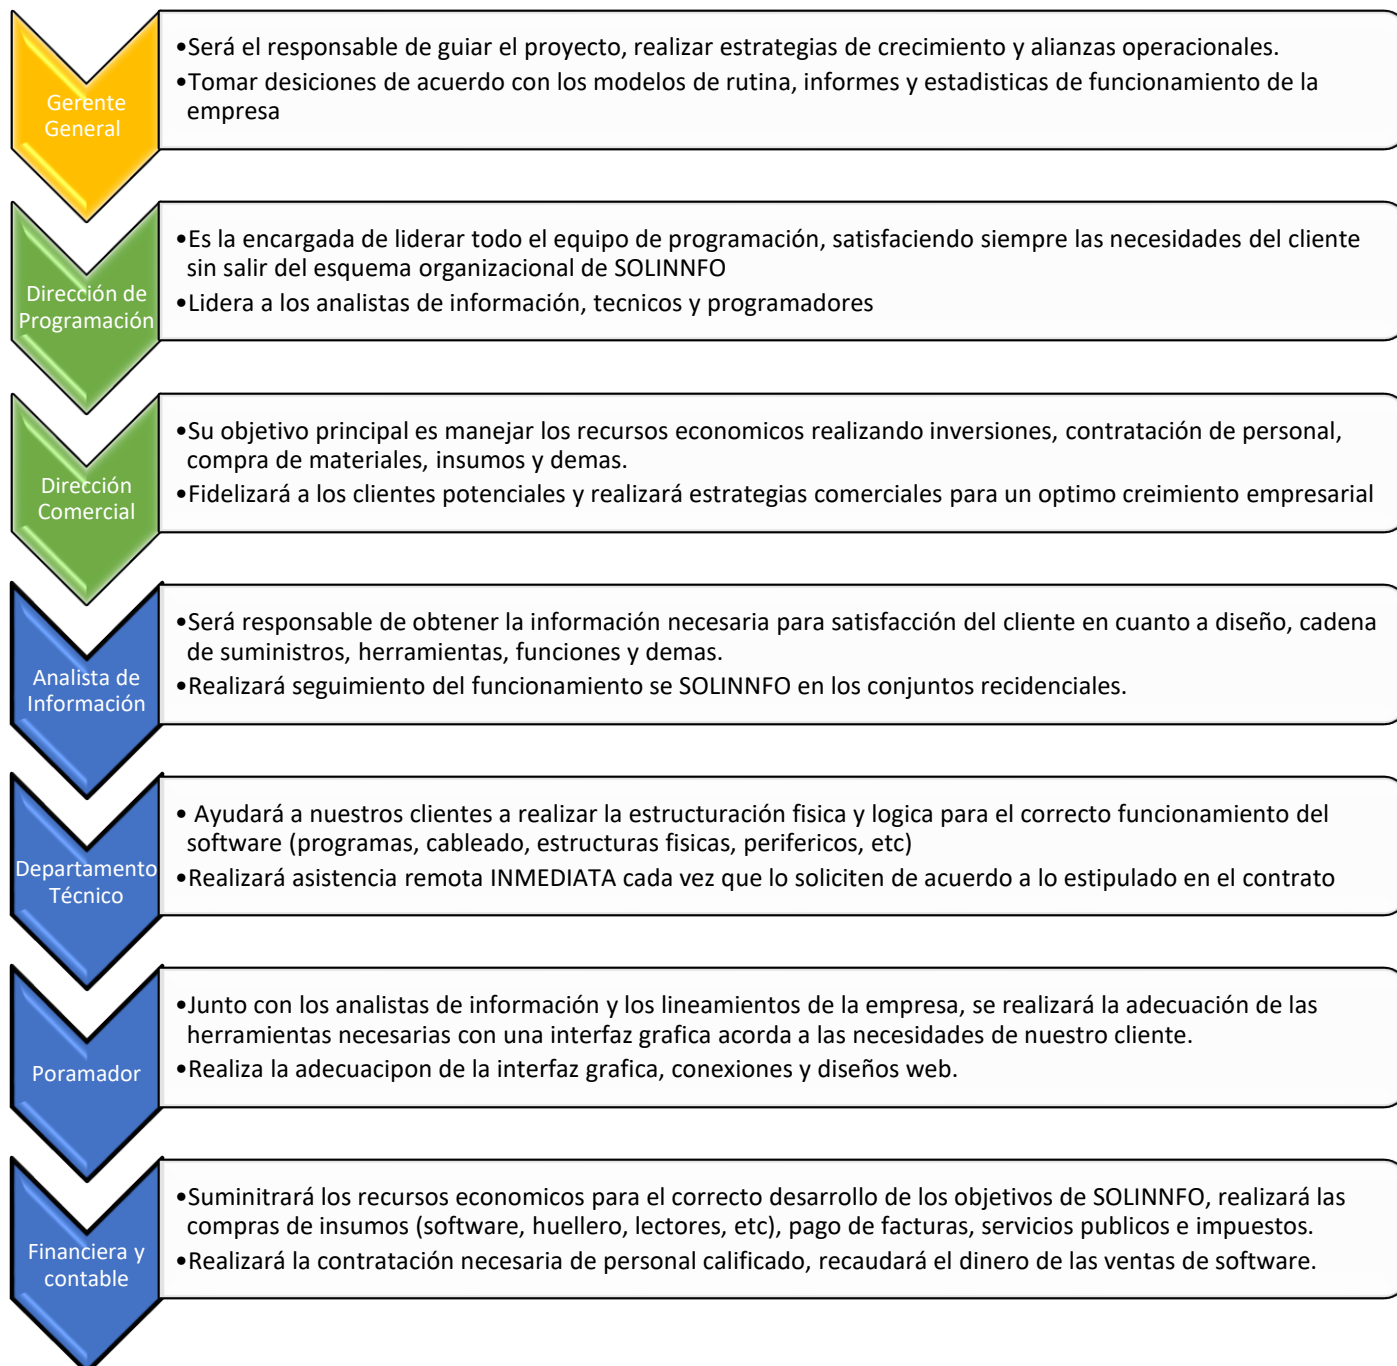 Gerente
General
•Será el responsable de guiar el proyecto, realizar estrategias de crecimiento y alianzas operacionales.
•Tomar desiciones de acuerdo con los modelos de rutina, informes y estadisticas de funcionamiento de la
empresa
Dirección de
Programación
•Es la encargada de liderar todo el equipo de programación, satisfaciendo siempre las necesidades del cliente
sin salir del esquema organizacional de SOLINNFO
•Lidera a los analistas de información, tecnicos y programadores
Dirección
Comercial
•Su objetivo principal es manejar los recursos economicos realizando inversiones, contratación de personal,
compra de materiales, insumos y demas.
•Fidelizará a los clientes potenciales y realizará estrategias comerciales para un optimo creimiento empresarial
Analista de
Información
•Será responsable de obtener la información necesaria para satisfacción del cliente en cuanto a diseño, cadena
de suministros, herramientas, funciones y demas.
•Realizará seguimiento del funcionamiento se SOLINNFO en los conjuntos recidenciales.
Departamento
Técnico
• Ayudará a nuestros clientes a realizar la estructuración fisica y logica para el correcto funcionamiento del
software (programas, cableado, estructuras fisicas, perifericos, etc)
•Realizará asistencia remota INMEDIATA cada vez que lo soliciten de acuerdo a lo estipulado en el contrato
Poramador
•Junto con los analistas de información y los lineamientos de la empresa, se realizará la adecuación de las
herramientas necesarias con una interfaz grafica acorda a las necesidades de nuestro cliente.
•Realiza la adecuacipon de la interfaz grafica, conexiones y diseños web.
Financiera y
contable
•Suminitrará los recursos economicos para el correcto desarrollo de los objetivos de SOLINNFO, realizará las
compras de insumos (software, huellero, lectores, etc), pago de facturas, servicios publicos e impuestos.
•Realizará la contratación necesaria de personal calificado, recaudará el dinero de las ventas de software.